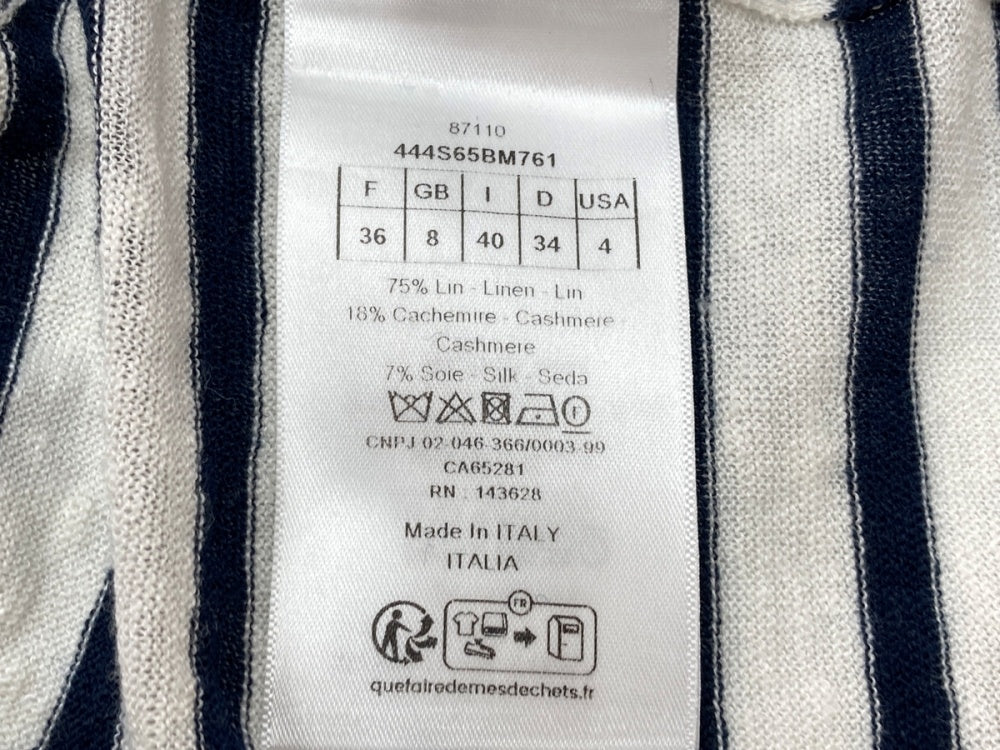 87110
444S65BM761
F GB I D USA
36 8 40 34 4
75% Lin - Linen - Lin
18% Cachemire - Cashmere -
Cashmere
7% Soie - Silk - Seda
F
CNPJ 02-046-366/0003-99
CA65281
RN : 143628
Made In ITALY
ITALIA
FR
quefairedemesdechets.fr